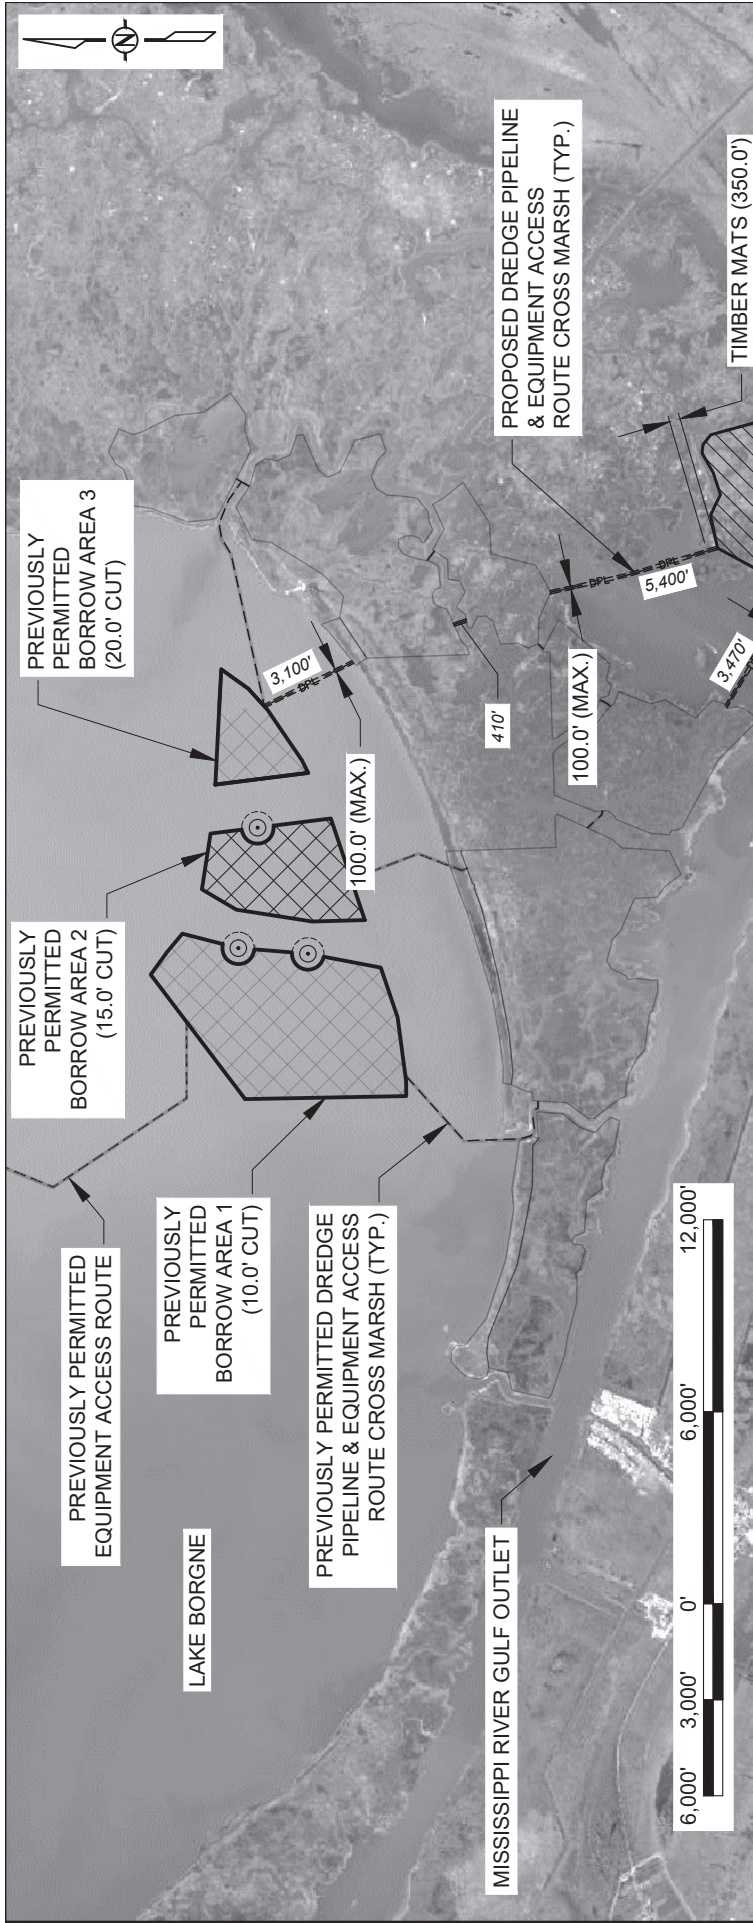 N
PREVIOUSLY PERMITTED
EQUIPMENT ACCESS ROUTE
PREVIOUSLY
PERMITTED
BORROW AREA 2
(15.0' CUT)
PREVIOUSLY
PERMITTED
BORROW AREA 3
(20.0' CUT)
LAKE BORGNE
PREVIOUSLY
PERMITTED
BORROW AREA 1
(10.0' CUT)
PREVIOUSLY PERMITTED DREDGE
PIPELINE & EQUIPMENT ACCESS
ROUTE CROSS MARSH (TYP.)
3,100'
DPL
100.0' (MAX.)
MISSISSIPPI RIVER GULF OUTLET
410'
PROPOSED DREDGE PIPELINE
& EQUIPMENT ACCESS
ROUTE CROSS MARSH (TYP.)
100.0' (MAX.)
DPL
DPL
5,400'
3,470'
TIMBER MATS (350.0')
6,000'
3,000'
0'
6,000'
12,000'